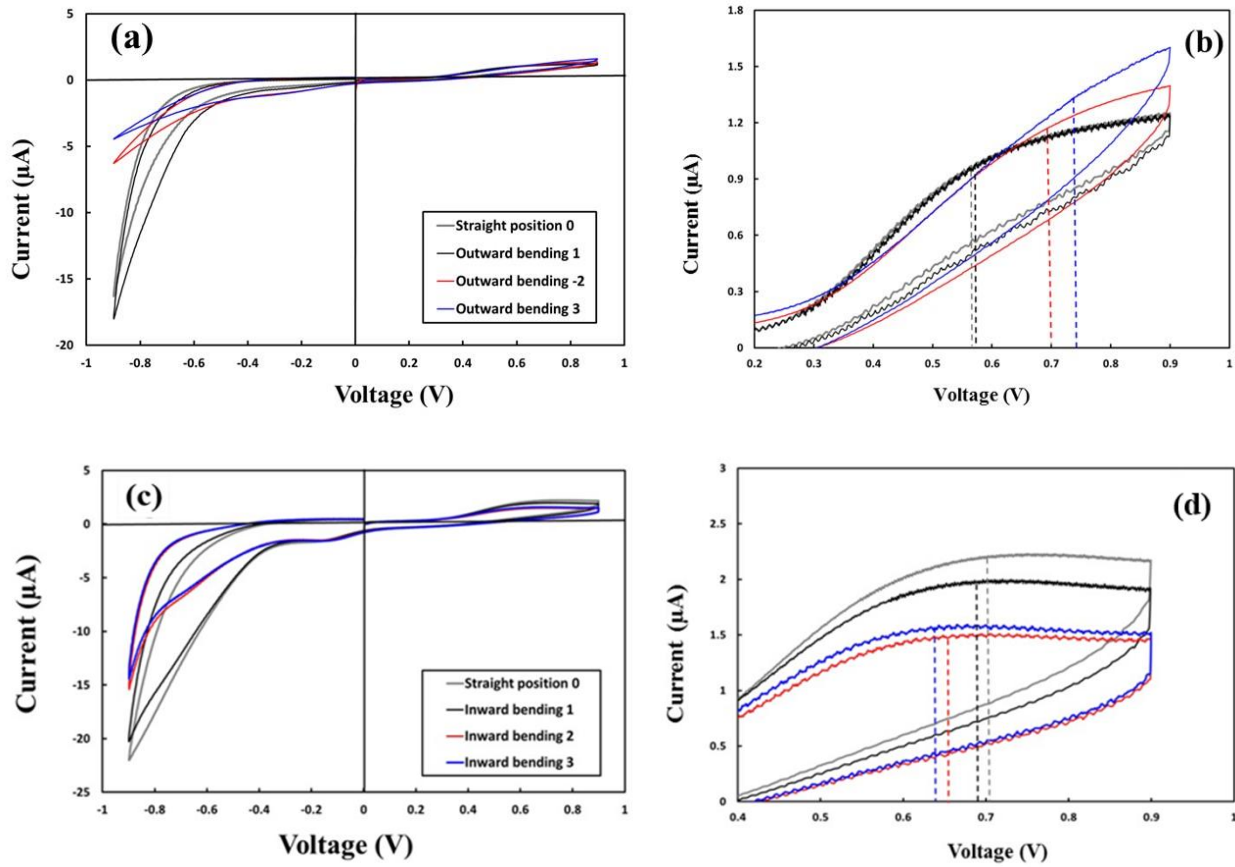 (a)
5
0
-5
-10
-15
-20
-1 -0.8 -0.6 -0.4 -0.2 0 0.2 0.4 0.6 0.8 1
Current (µA)
Voltage (V)
Straight position 0
Outward bending 1
Outward bending -2
Outward bending 3
(b)
1.8
1.5
1.2
0.9
0.6
0.3
0
0.2 0.3 0.4 0.5 0.6 0.7 0.8 0.9 1
Current (µA)
Voltage (V)
(c)
5
0
-5
-10
-15
-20
-25
-1 -0.8 -0.6 -0.4 -0.2 0 0.2 0.4 0.6 0.8 1
Current (µA)
Voltage (V)
Straight position 0
Inward bending 1
Inward bending 2
Inward bending 3
(d)
3
2.5
2
1.5
1
0.5
0
0.4 0.5 0.6 0.7 0.8 0.9 1
Current (µA)
Voltage (V)